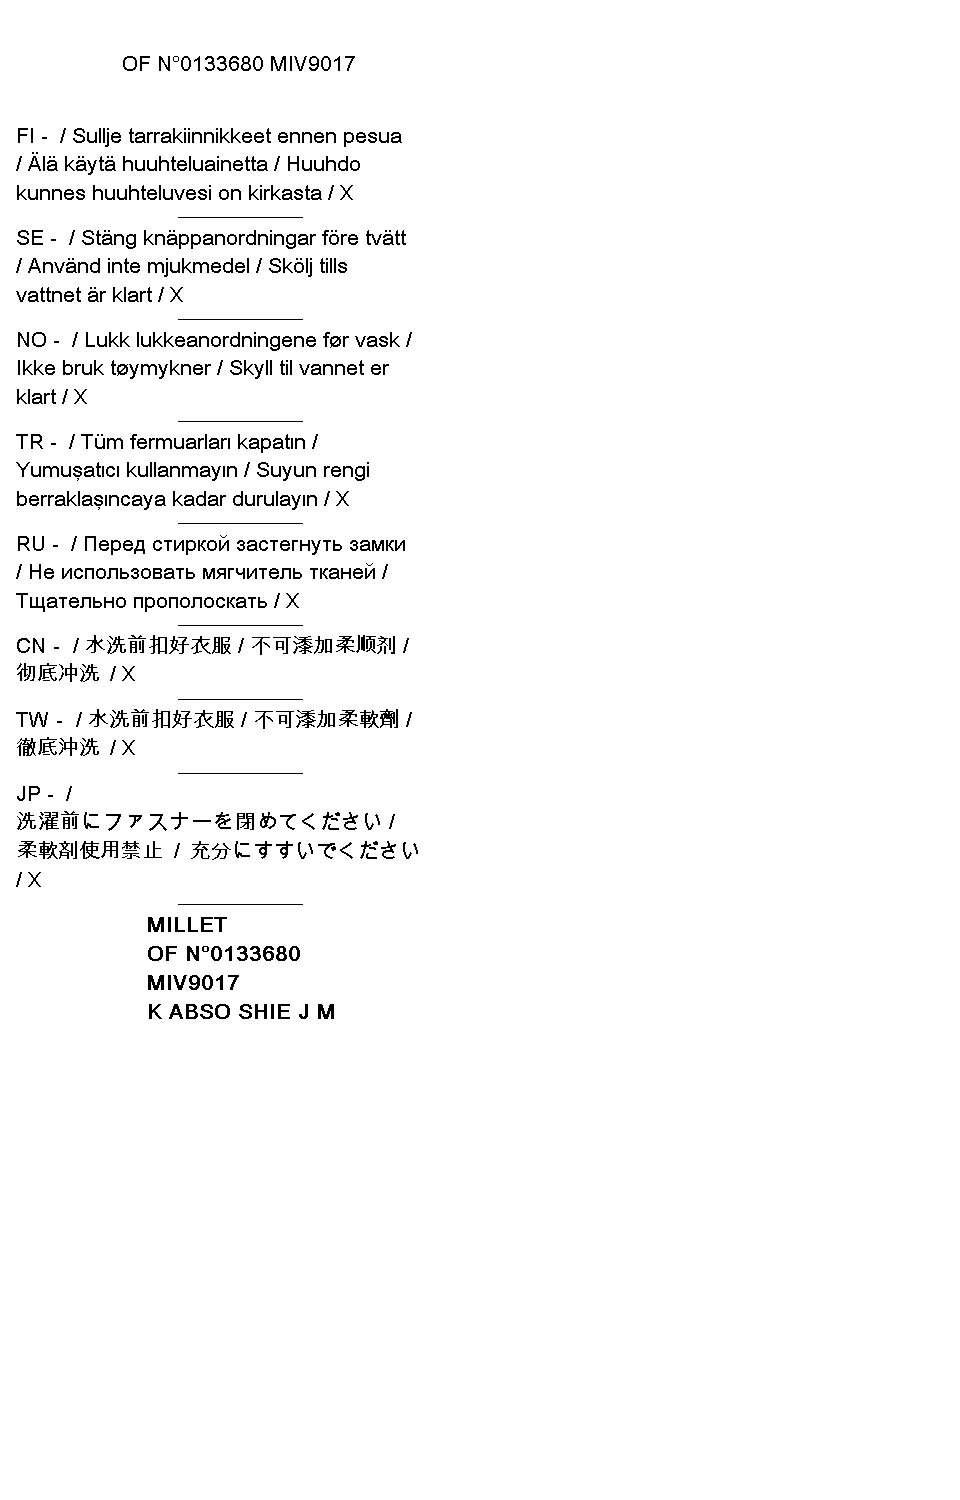 OF N°0133680 MIV9017
FI -  / Sullje tarrakiinnikkeet ennen pesua
/ Älä käytä huuhteluainetta / Huuhdo
kunnes huuhteluvesi on kirkasta / X
SE -  / Stäng knäppanordningar före tvätt
/ Använd inte mjukmedel / Skölj tills
vattnet är klart / X
NO -  / Lukk lukkeanordningene før vask /
Ikke bruk tøymykner / Skyll til vannet er
klart / X
TR -  / Tüm fermuarları kapatın /
Yumuşatıcı kullanmayın / Suyun rengi
berraklaşıncaya kadar durulayın / X
RU -  / Перед стиркой застегнуть замки
/ Не использовать мягчитель тканей /
Тщательно прополоскать / X
CN -  / 水洗前扣好衣服 / 不可添加柔顺剂 /
彻底冲洗  / X
TW -  / 水洗前扣好衣服 / 不可添加柔軟劑 /
徹底沖洗  / X
JP -  /
洗濯前にファスナーを閉めてください /
柔軟剤使用禁止  /  充分にすすいでください
/ X
MILLET
OF N°0133680
MIV9017
K ABSO SHIE J M